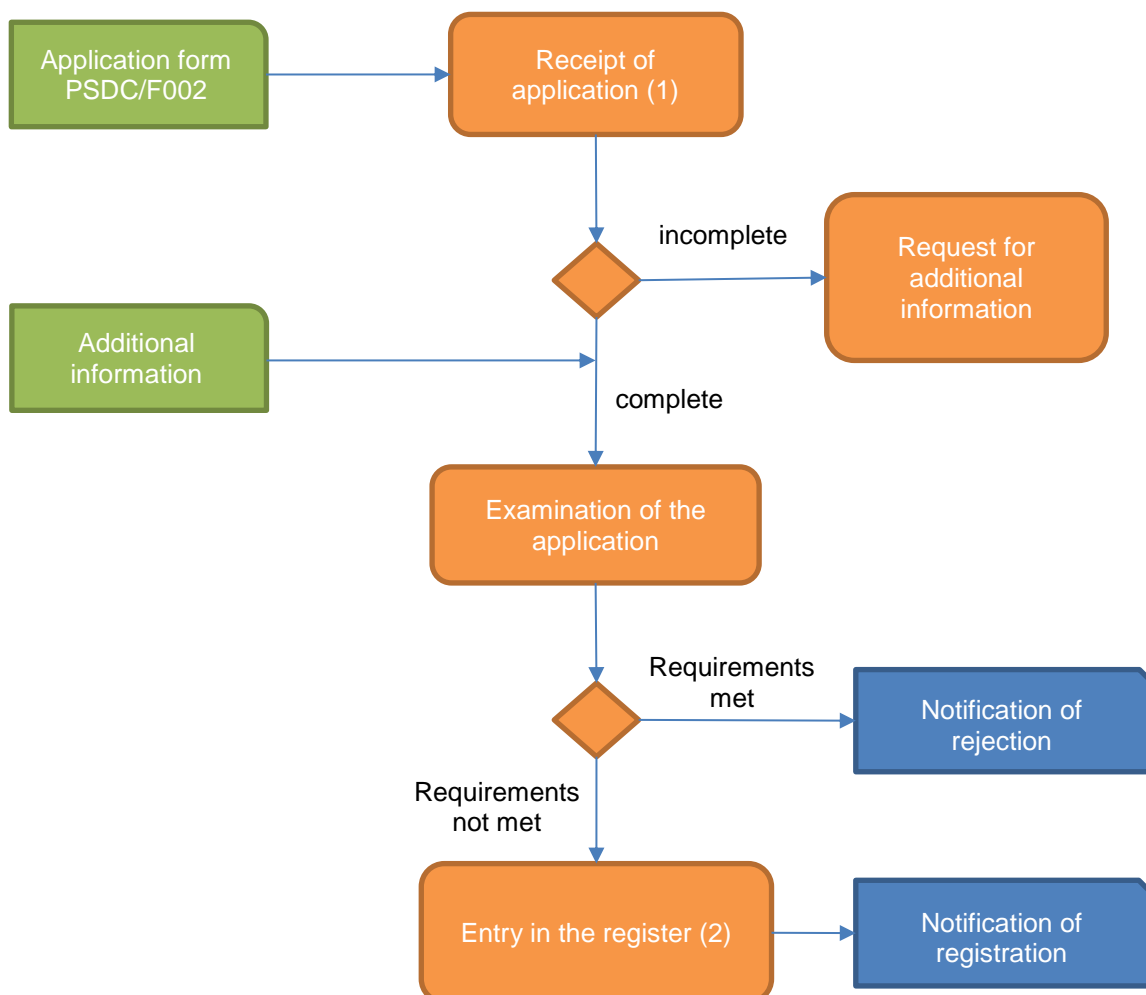 Application form
PSDC/F002
Receipt of
application (1)
incomplete
Request for
additional
information
Additional
information
complete
Examination of the
application
Requirements
met
Notification of
rejection
Requirements
not met
Entry in the register (2)
Notification of
registration